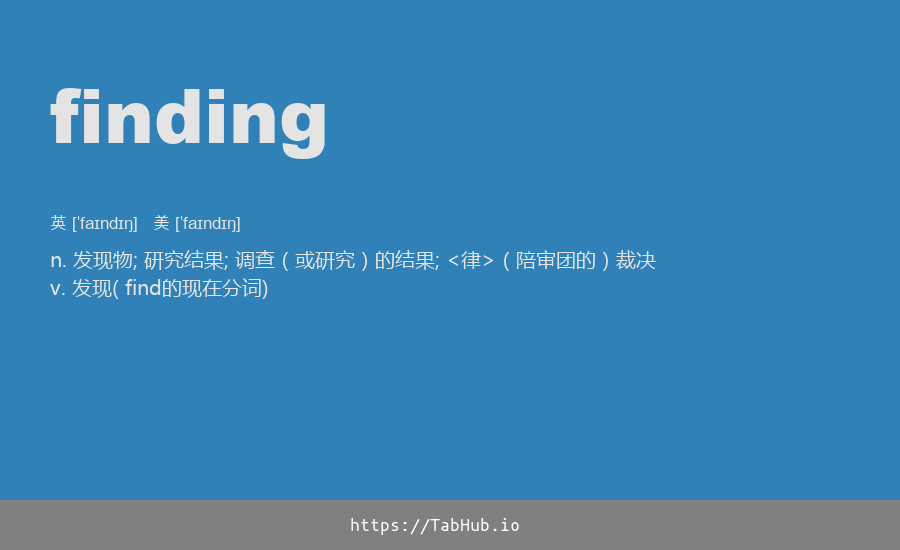 finding
英 [ˈfaɪndɪŋ] 美 [ˈfaɪndɪŋ]
n. 发现物; 研究结果; 调查 ( 或研究 ) 的结果; <律> ( 陪审团的 ) 裁决
v. 发现( find的现在分词)
https://TabHub.io